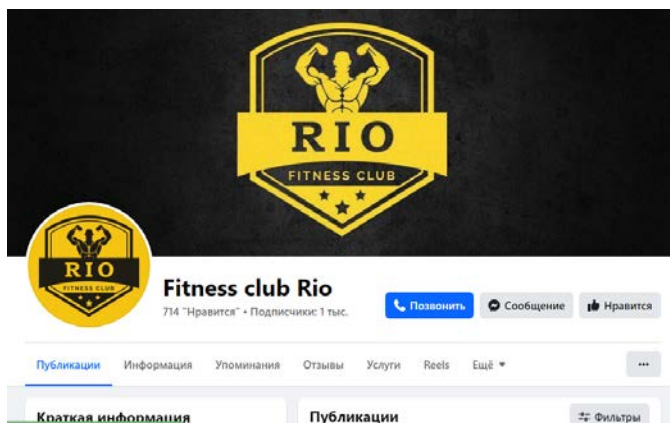 RIO
FITNESS CLUB
RIO
FITNESS CLUB
Fitness club Rio
714 "Нравится" • Подписчики: 1 тыс.
Позвонить
Сообщение
Нравится
Публикации Информация Упоминания Отзывы Услуги Reels Ещё
Краткая информация
Публикации
Фильтры